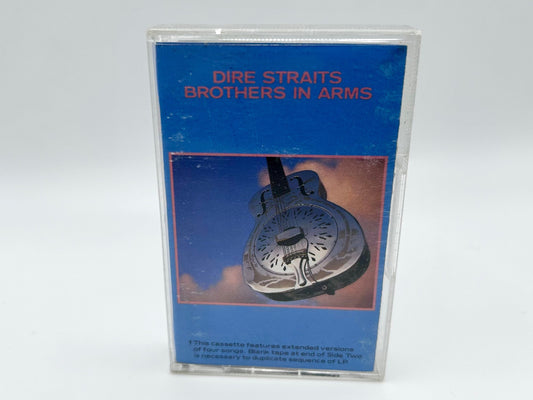 DIRE STRAITS
BROTHERS IN ARMS
† This cassette features extended versions
of four songs. Blank tape at end of Side Two
is necessary to duplicate sequence of LP.